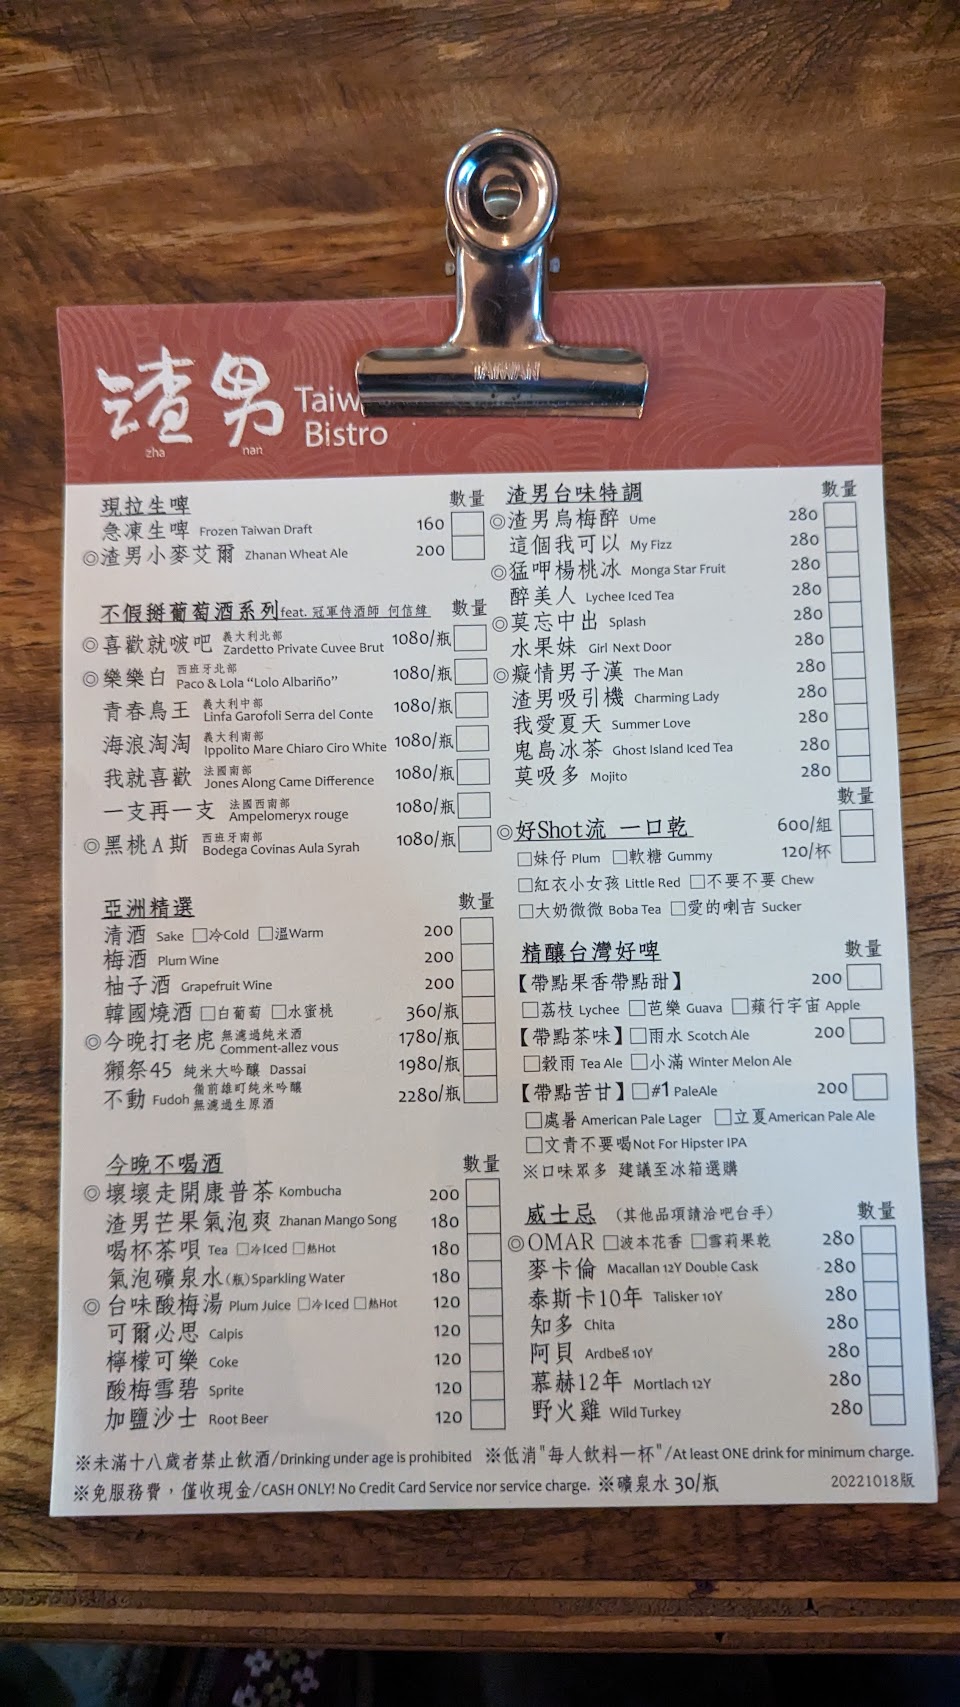 TAIWAN
渣男
zha nan
Bistro
現拉生啤 數量
急凍生啤 Frozen Taiwan Draft 160
◎渣男小麥艾爾 Zhanan Wheat Ale 200
不假掰葡萄酒系列feat. 冠軍侍酒師 何信緯 數量
◎喜歡就啵吧 義大利北部 Zardetto Private Cuvee Brut 1080/瓶
◎樂樂白 西班牙北部 Paco & Lola “Lolo Albariño” 1080/瓶
青春鳥王 義大利中部 Linfa Garofoli Serra del Conte 1080/瓶
海浪淘淘 義大利南部 Ippolito Mare Chiaro Ciro White 1080/瓶
我就喜歡 法國南部 Jones Along Came Difference 1080/瓶
一支再一支 法國西南部 Ampelomeryx rouge 1080/瓶
◎黑桃A斯 西班牙南部 Bodega Covinas Aula Syrah 1080/瓶
亞洲精選 數量
清酒 Sake □冷Cold □溫Warm 200
梅酒 Plum Wine 200
柚子酒 Grapefruit Wine 200
韓國燒酒 □白葡萄 □水蜜桃 360/瓶
◎今晚打老虎 無濾過純米酒 Comment-allez vous 1780/瓶
獺祭45 純米大吟釀 Dassai 1980/瓶
不動 Fudoh 備前雄町純米吟釀 無濾過生原酒 2280/瓶
今晚不喝酒 數量
◎壞壞走開康普茶 Kombucha 200
渣男芒果氣泡爽 Zhanan Mango Song 180
喝杯茶唄 Tea □冷Iced □熱Hot 180
氣泡礦泉水(瓶)Sparkling Water 180
◎台味酸梅湯 Plum Juice □冷Iced □熱Hot 120
可爾必思 Calpis 120
檸檬可樂 Coke 120
酸梅雪碧 Sprite 120
加鹽沙士 Root Beer 120
渣男台味特調 數量
◎渣男烏梅醉 Ume 280
這個我可以 My Fizz 280
◎猛呷楊桃冰 Monga Star Fruit 280
醉美人 Lychee Iced Tea 280
◎莫忘中出 Splash 280
水果妹 Girl Next Door 280
◎癡情男子漢 The Man 280
渣男吸引機 Charming Lady 280
我愛夏天 Summer Love 280
鬼島冰茶 Ghost Island Iced Tea 280
莫吸多 Mojito 280
數量
◎好Shot流 一口乾 600/組
□妹仔 Plum □軟糖 Gummy 120/杯
□紅衣小女孩 Little Red □不要不要 Chew
□大奶微微 Boba Tea □愛的喇吉 Sucker
精釀台灣好啤 數量
【帶點果香帶點甜】 200
□荔枝 Lychee □芭樂 Guava □蘋行宇宙 Apple
【帶點茶味】□雨水 Scotch Ale 200
□穀雨 Tea Ale □小滿 Winter Melon Ale
【帶點苦甘】□#1 PaleAle 200
□處暑 American Pale Lager □立夏American Pale Ale
□文青不要喝Not For Hipster IPA
※口味眾多 建議至冰箱選購
威士忌 (其他品項請洽吧台手) 數量
◎OMAR □波本花香 □雪莉果乾 280
麥卡倫 Macallan 12Y Double Cask 280
泰斯卡10年 Talisker 10Y 280
知多 Chita 280
阿貝 Ardbeg 10Y 280
慕赫12年 Mortlach 12Y 280
野火雞 Wild Turkey 280
※未滿十八歲者禁止飲酒/Drinking under age is prohibited ※低消"每人飲料一杯"/At least ONE drink for minimum charge.
※免服務費，僅收現金/CASH ONLY! No Credit Card Service nor service charge. ※礦泉水 30/瓶 20221018版